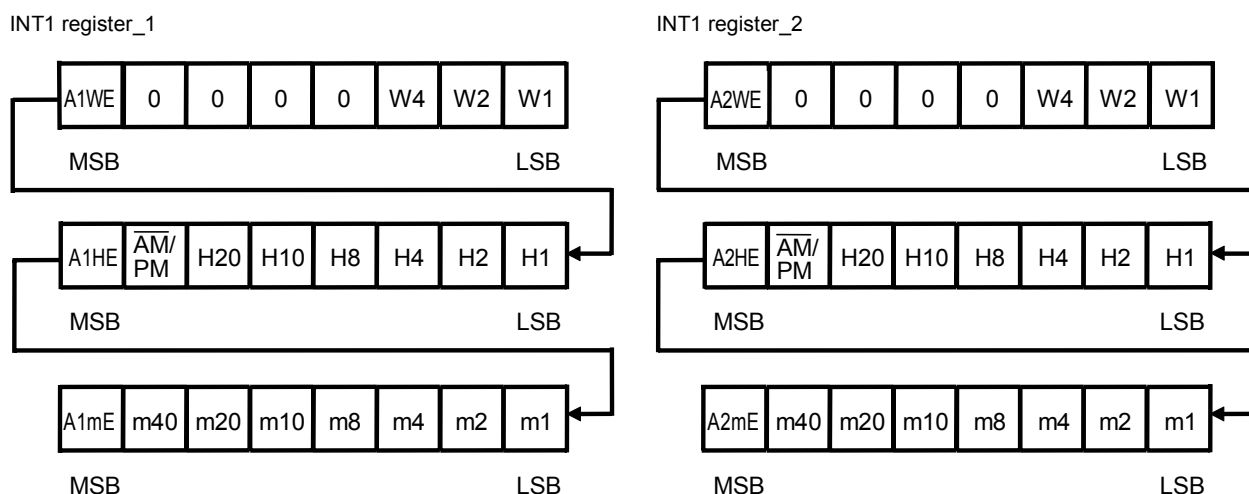 INT1 register_1 INT1 register_2
A1WE 0 0 0 0 W4 W2 W1 A2WE 0 0 0 0 W4 W2 W1
MSB LSB MSB LSB
A1HE AM/ PM H20 H10 H8 H4 H2 H1 A2HE AM/ PM H20 H10 H8 H4 H2 H1
MSB LSB MSB LSB
A1mE m40 m20 m10 m8 m4 m2 m1 A2mE m40 m20 m10 m8 m4 m2 m1
MSB LSB MSB LSB